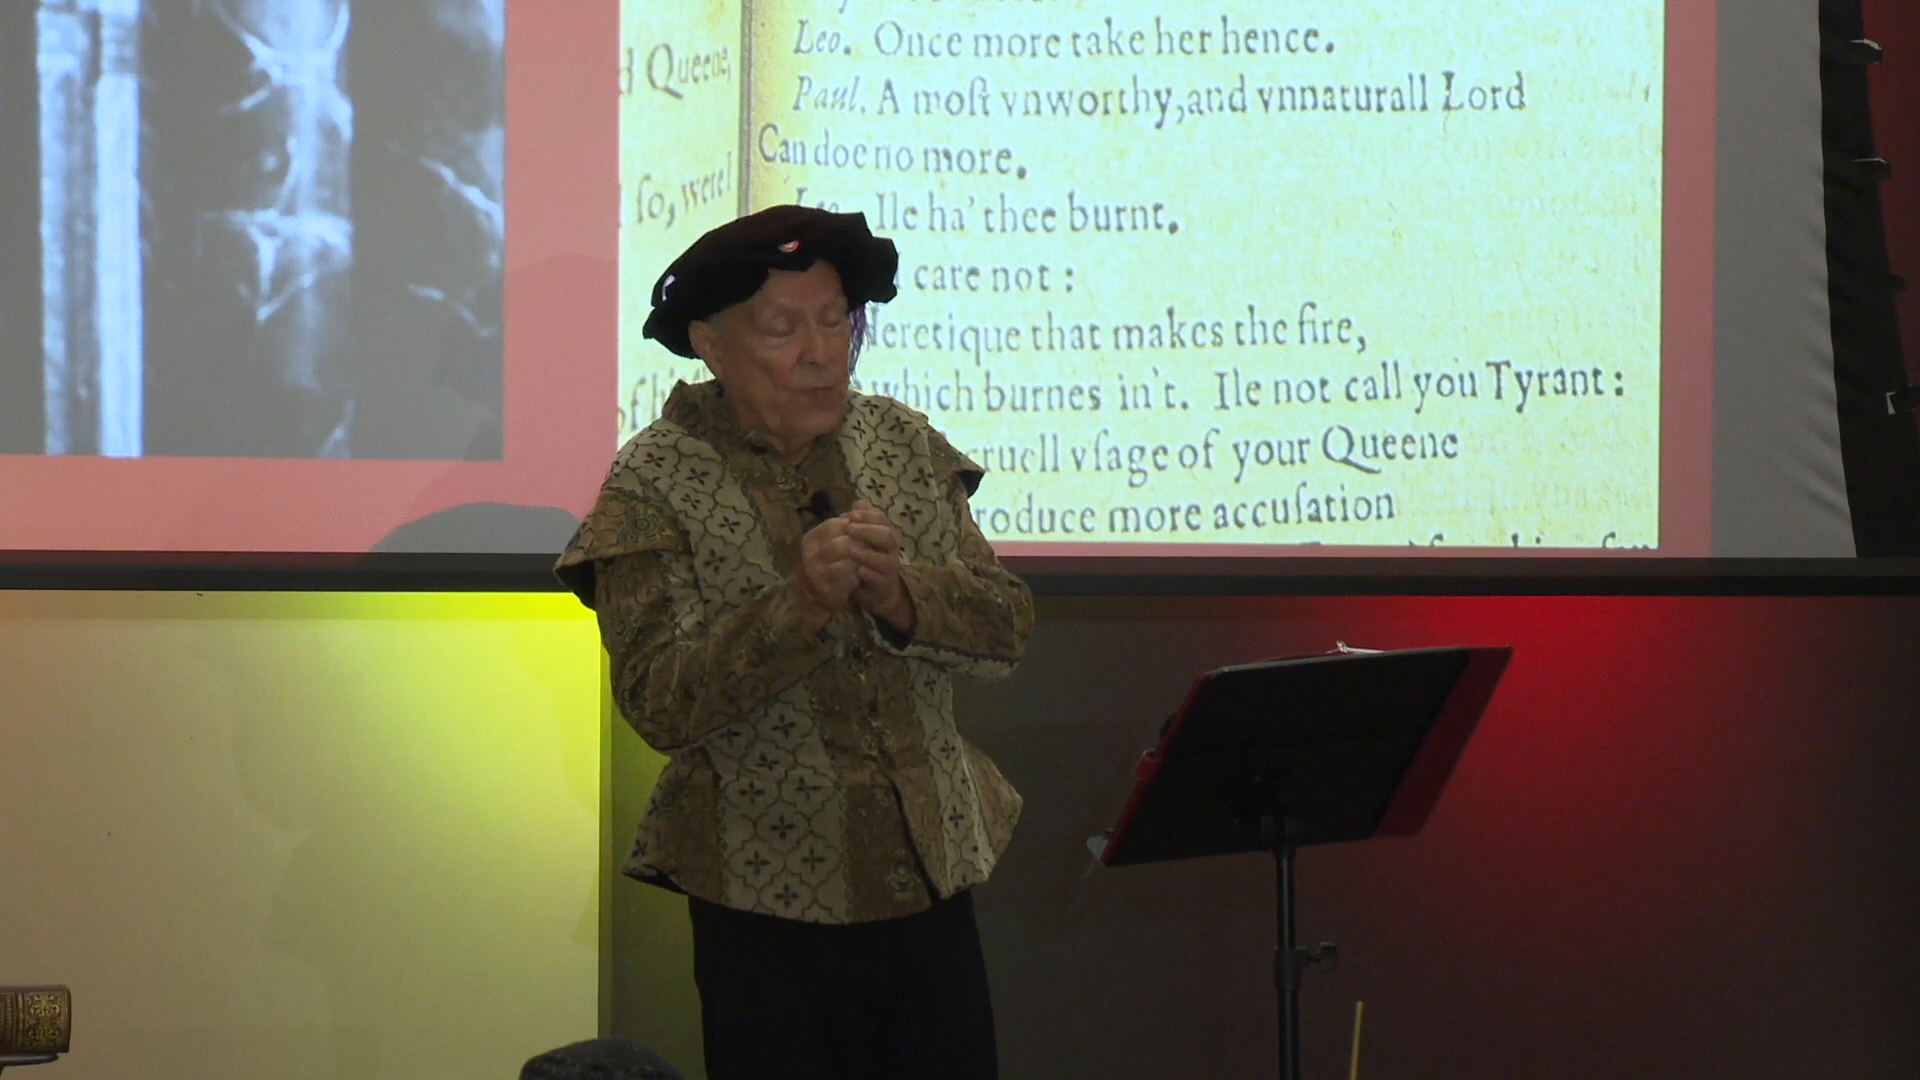 Leo. Once more take her hence.
Queene,
Paul. A moſt vnworthy, and vnnaturall Lord
Can doe no more.
ſo, were
Ile ha' thee burnt.
care not :
Heretique that makes the fire,
which burnes in't. Ile not call you Tyrant :
cruell vſage of your Queene
roduce more accuſation